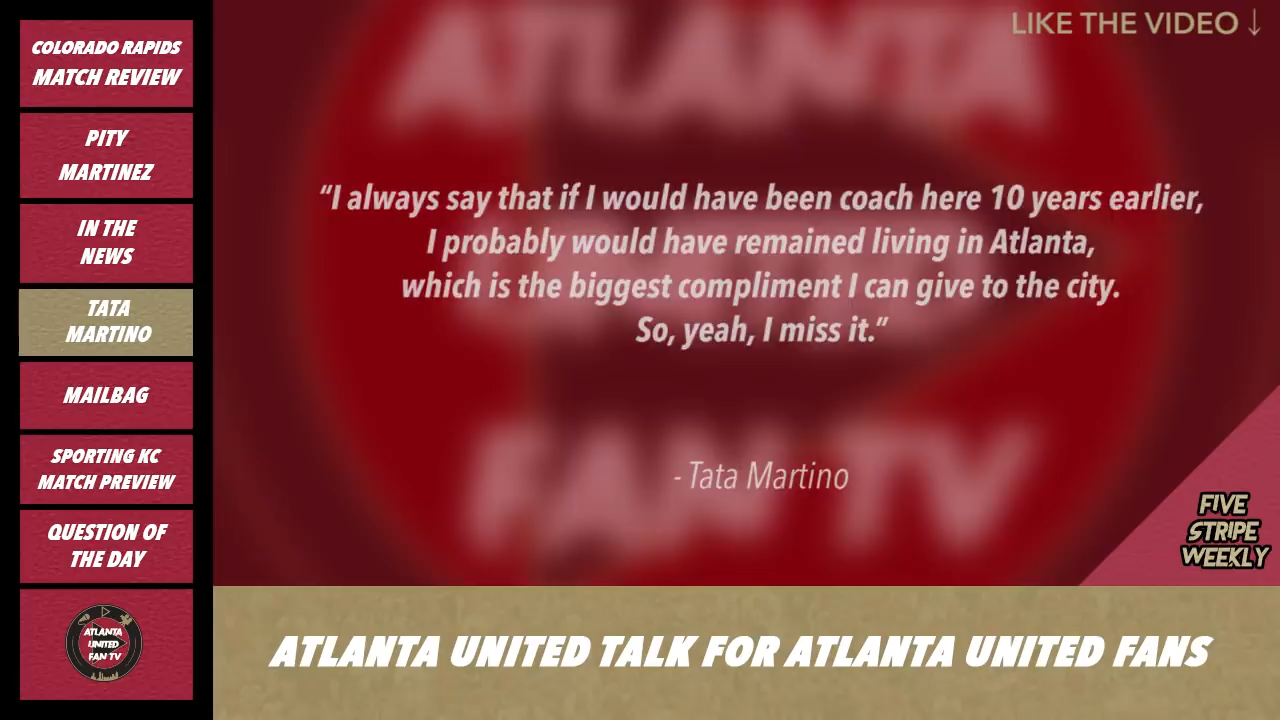 COLORADO RAPIDS
MATCH REVIEW
PITY
MARTINEZ
IN THE
NEWS
TATA
MARTINO
MAILBAG
SPORTING KC
MATCH PREVIEW
QUESTION OF
THE DAY
ATLANTA
UNITED
FAN TV
LIKE THE VIDEO ↓
ATLANTA
“I always say that if I would have been coach here 10 years earlier,
I probably would have remained living in Atlanta,
which is the biggest compliment I can give to the city.
So, yeah, I miss it.”
FAN TV
- Tata Martino
FIVE
STRIPE
WEEKLY
ATLANTA UNITED TALK FOR ATLANTA UNITED FANS